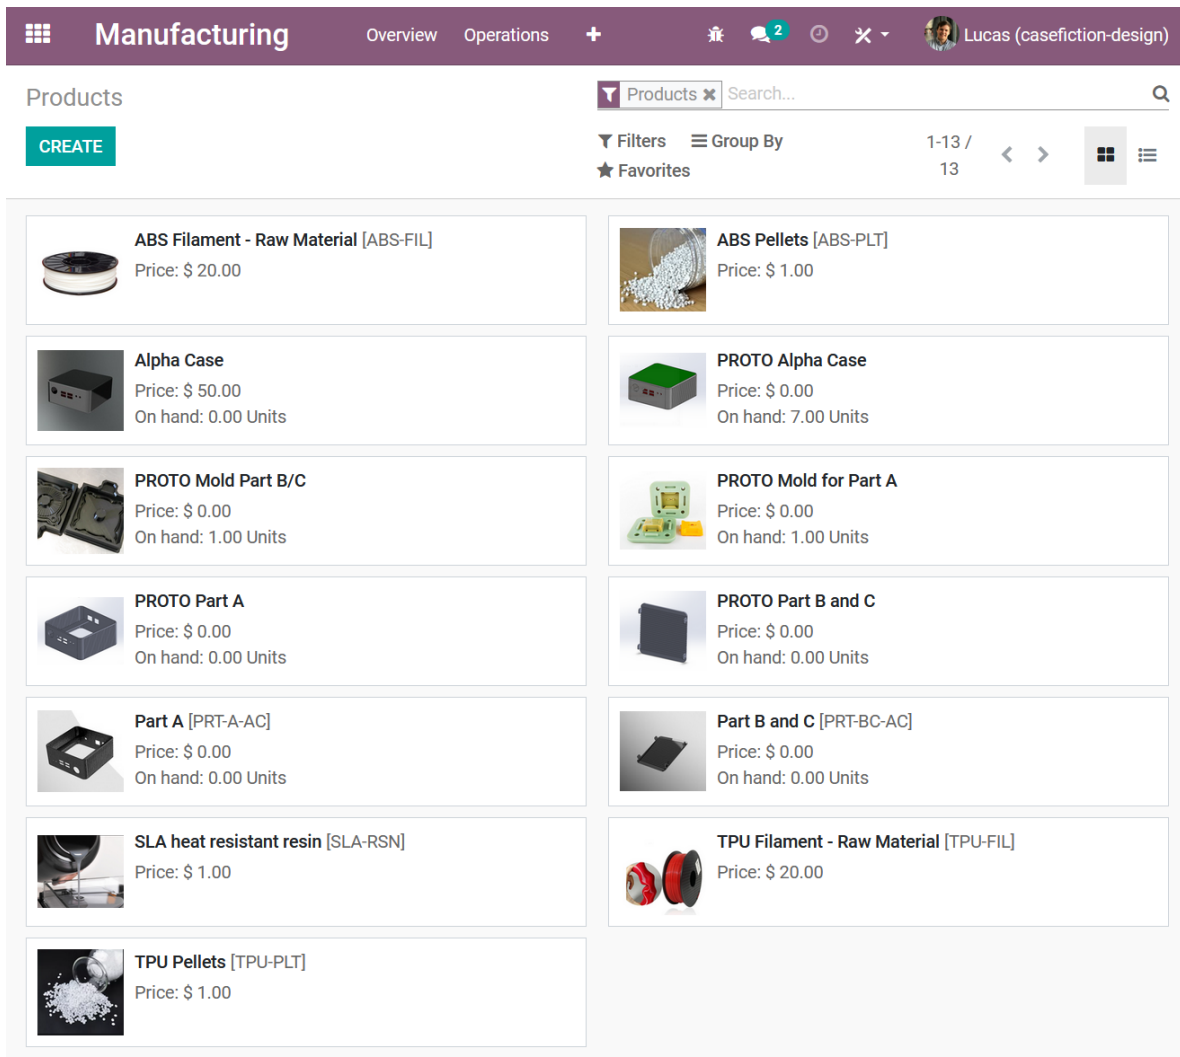 Manufacturing Overview Operations 2 Lucas (casefiction-design)
Products
Products Search...
CREATE
Filters Group By
Favorites
1-13 /
13
ABS Filament - Raw Material [ABS-FIL]
Price: $ 20.00
ABS Pellets [ABS-PLT]
Price: $ 1.00
Alpha Case
Price: $ 50.00
On hand: 0.00 Units
PROTO Alpha Case
Price: $ 0.00
On hand: 7.00 Units
PROTO Mold Part B/C
Price: $ 0.00
On hand: 1.00 Units
PROTO Mold for Part A
Price: $ 0.00
On hand: 1.00 Units
PROTO Part A
Price: $ 0.00
On hand: 0.00 Units
PROTO Part B and C
Price: $ 0.00
On hand: 0.00 Units
Part A [PRT-A-AC]
Price: $ 0.00
On hand: 0.00 Units
Part B and C [PRT-BC-AC]
Price: $ 0.00
On hand: 0.00 Units
SLA heat resistant resin [SLA-RSN]
Price: $ 1.00
TPU Filament - Raw Material [TPU-FIL]
Price: $ 20.00
TPU Pellets [TPU-PLT]
Price: $ 1.00